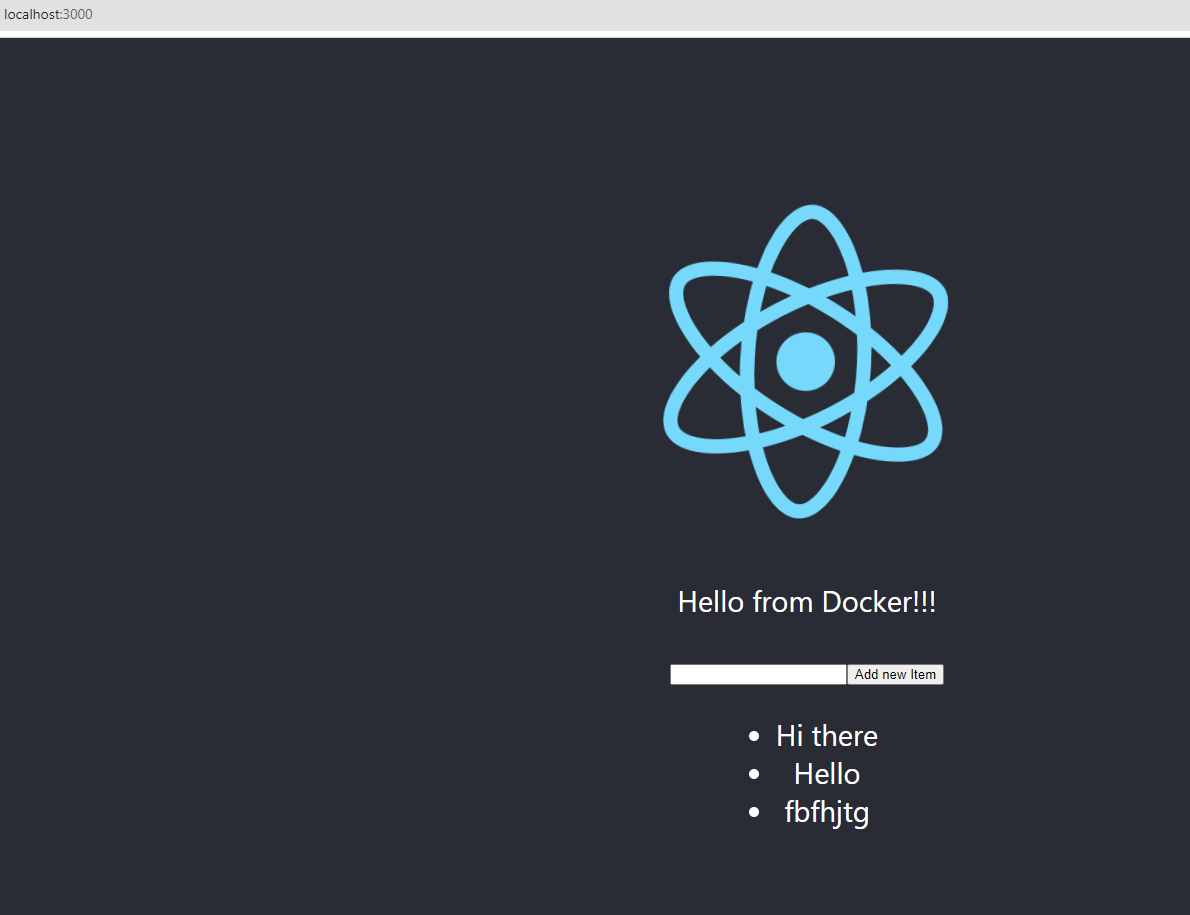 localhost:3000
Hello from Docker!!!
Add new Item
Hi there
Hello
fbfhjtg